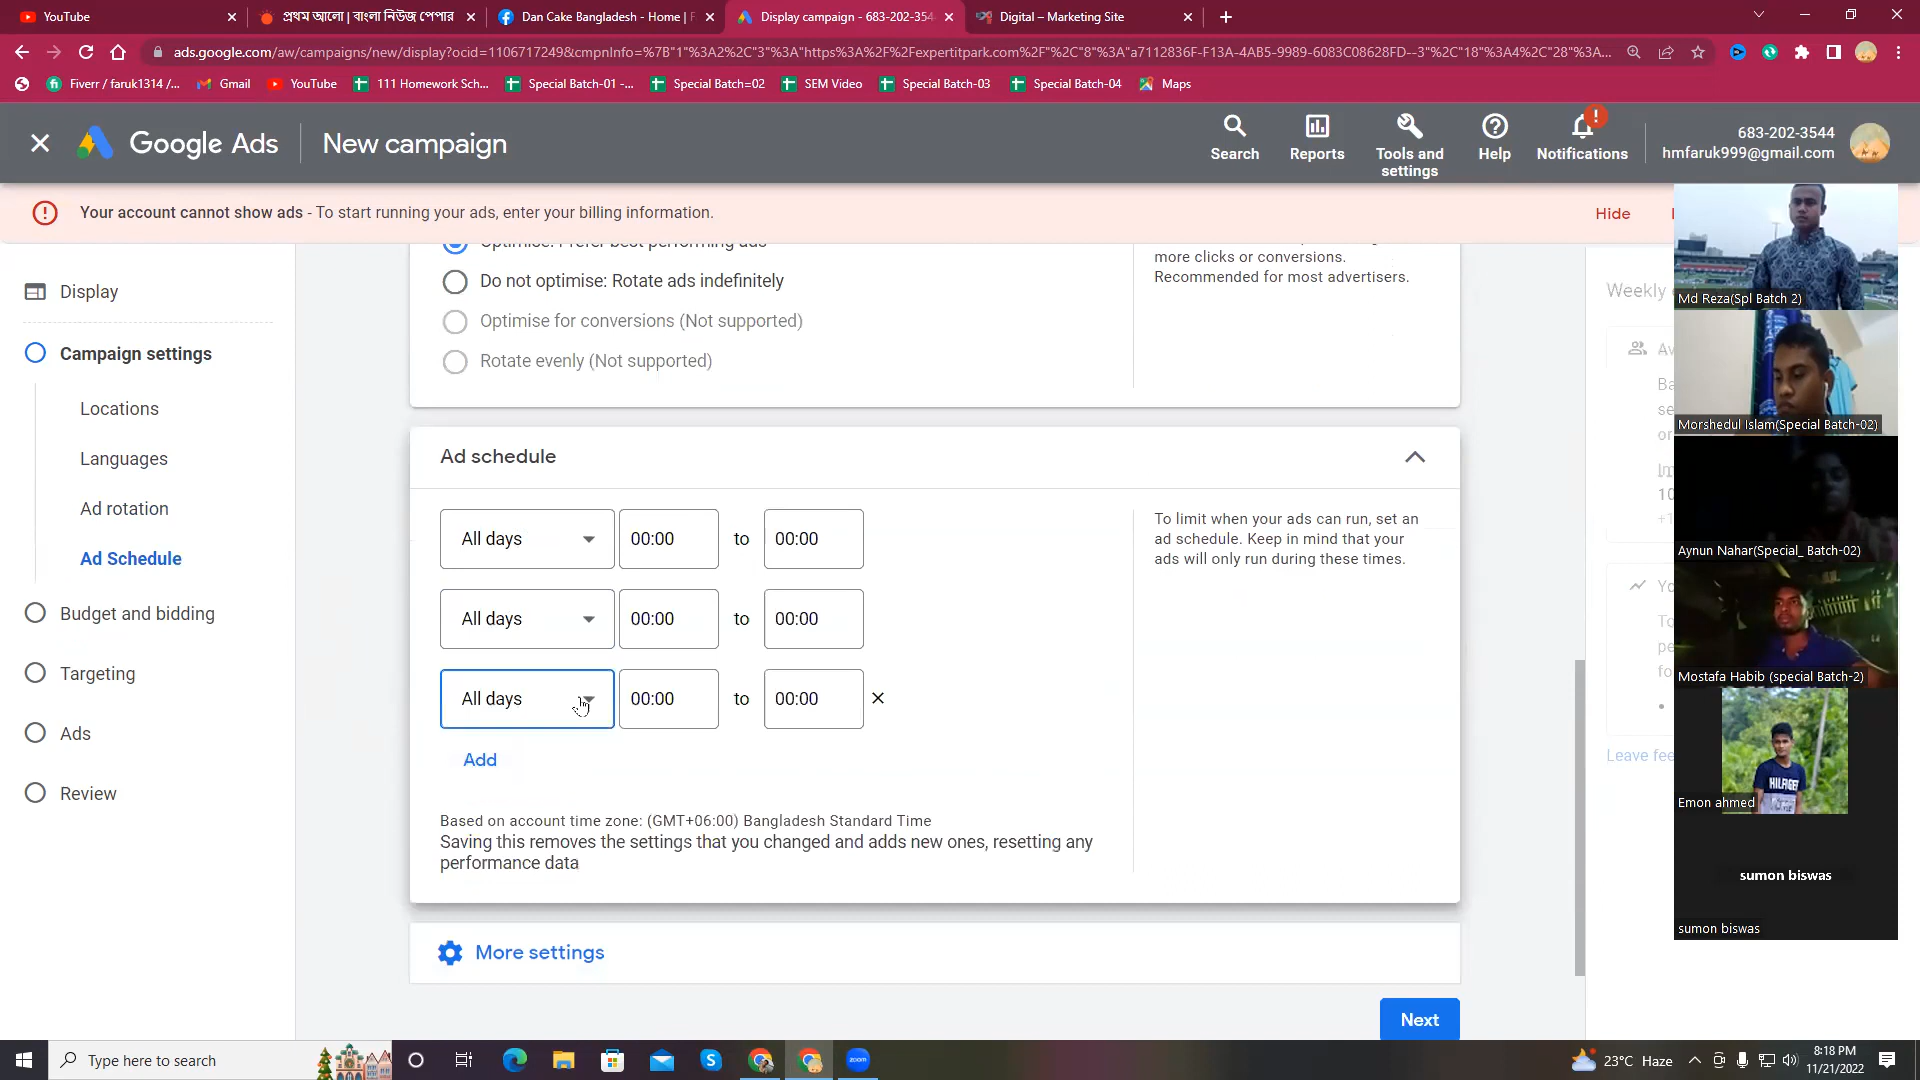 YouTube
প্রথম আলো | বাংলা নিউজ পেপার
Dan Cake Bangladesh - Home | F
Display campaign - 683-202-354
Digital – Marketing Site
ads.google.com/aw/campaigns/new/display?ocid=1106717249&cmpnInfo=%7B"1"%3A2%2C"3"%3A"https%3A%2F%2Fexpertitpark.com%2F"%2C"8"%3A"a7112836F-F13A-4AB5-9989-6083C08628FD--3"%2C"18"%3A4%2C"28"%3A...
Fiverr / faruk1314 /...
Gmail
YouTube
111 Homework Sch...
Special Batch-01 -...
Special Batch=02
SEM Video
Special Batch-03
Special Batch-04
Maps
Google Ads
New campaign
Search
Reports
Tools and
settings
Help
Notifications
683-202-3544
hmfaruk999@gmail.com
Your account cannot show ads - To start running your ads, enter your billing information.
Hide
Display
Campaign settings
Locations
Languages
Ad rotation
Ad Schedule
Budget and bidding
Targeting
Ads
Review
Optimise: Prefer best performing ads
Do not optimise: Rotate ads indefinitely
Optimise for conversions (Not supported)
Rotate evenly (Not supported)
more clicks or conversions.
Recommended for most advertisers.
Ad schedule
All days 00:00 to 00:00
All days 00:00 to 00:00
All days 00:00 to 00:00
Add
To limit when your ads can run, set an
ad schedule. Keep in mind that your
ads will only run during these times.
Based on account time zone: (GMT+06:00) Bangladesh Standard Time
Saving this removes the settings that you changed and adds new ones, resetting any
performance data
More settings
Next
Weekly
Leave fee
Md Reza(Spl Batch 2)
Morshedul Islam(Special Batch-02)
Aynun Nahar(Special_ Batch-02)
Mostafa Habib (special Batch-2)
HILFIGER
Emon ahmed
sumon biswas
sumon biswas
Type here to search
zoom
23°C Haze
8:18 PM
11/21/2022